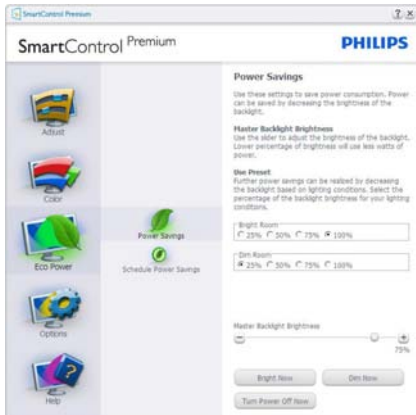 SmartControl Premium
SmartControl Premium
PHILIPS
Adjust
Color
Eco Power
Options
Help
Power Savings
Schedule Power Savings
Power Savings
Use these settings to save power consumption. Power
can be saved by decreasing the brightness of the
backlight.
Master Backlight Brightness
Use the slider to adjust the brightness of the backlight.
Lower percentage of brightness will use less watts of
power.
Use Preset
Further power savings can be realized by decreasing
the backlight based on lighting conditions. Select the
percentage of the backlight brightness for your lighting
conditions.
Bright Room
25% 50% 75% 100%
Dim Room
25% 50% 75% 100%
Master Backlight Brightness
75%
Bright Now
Dim Now
Turn Power Off Now